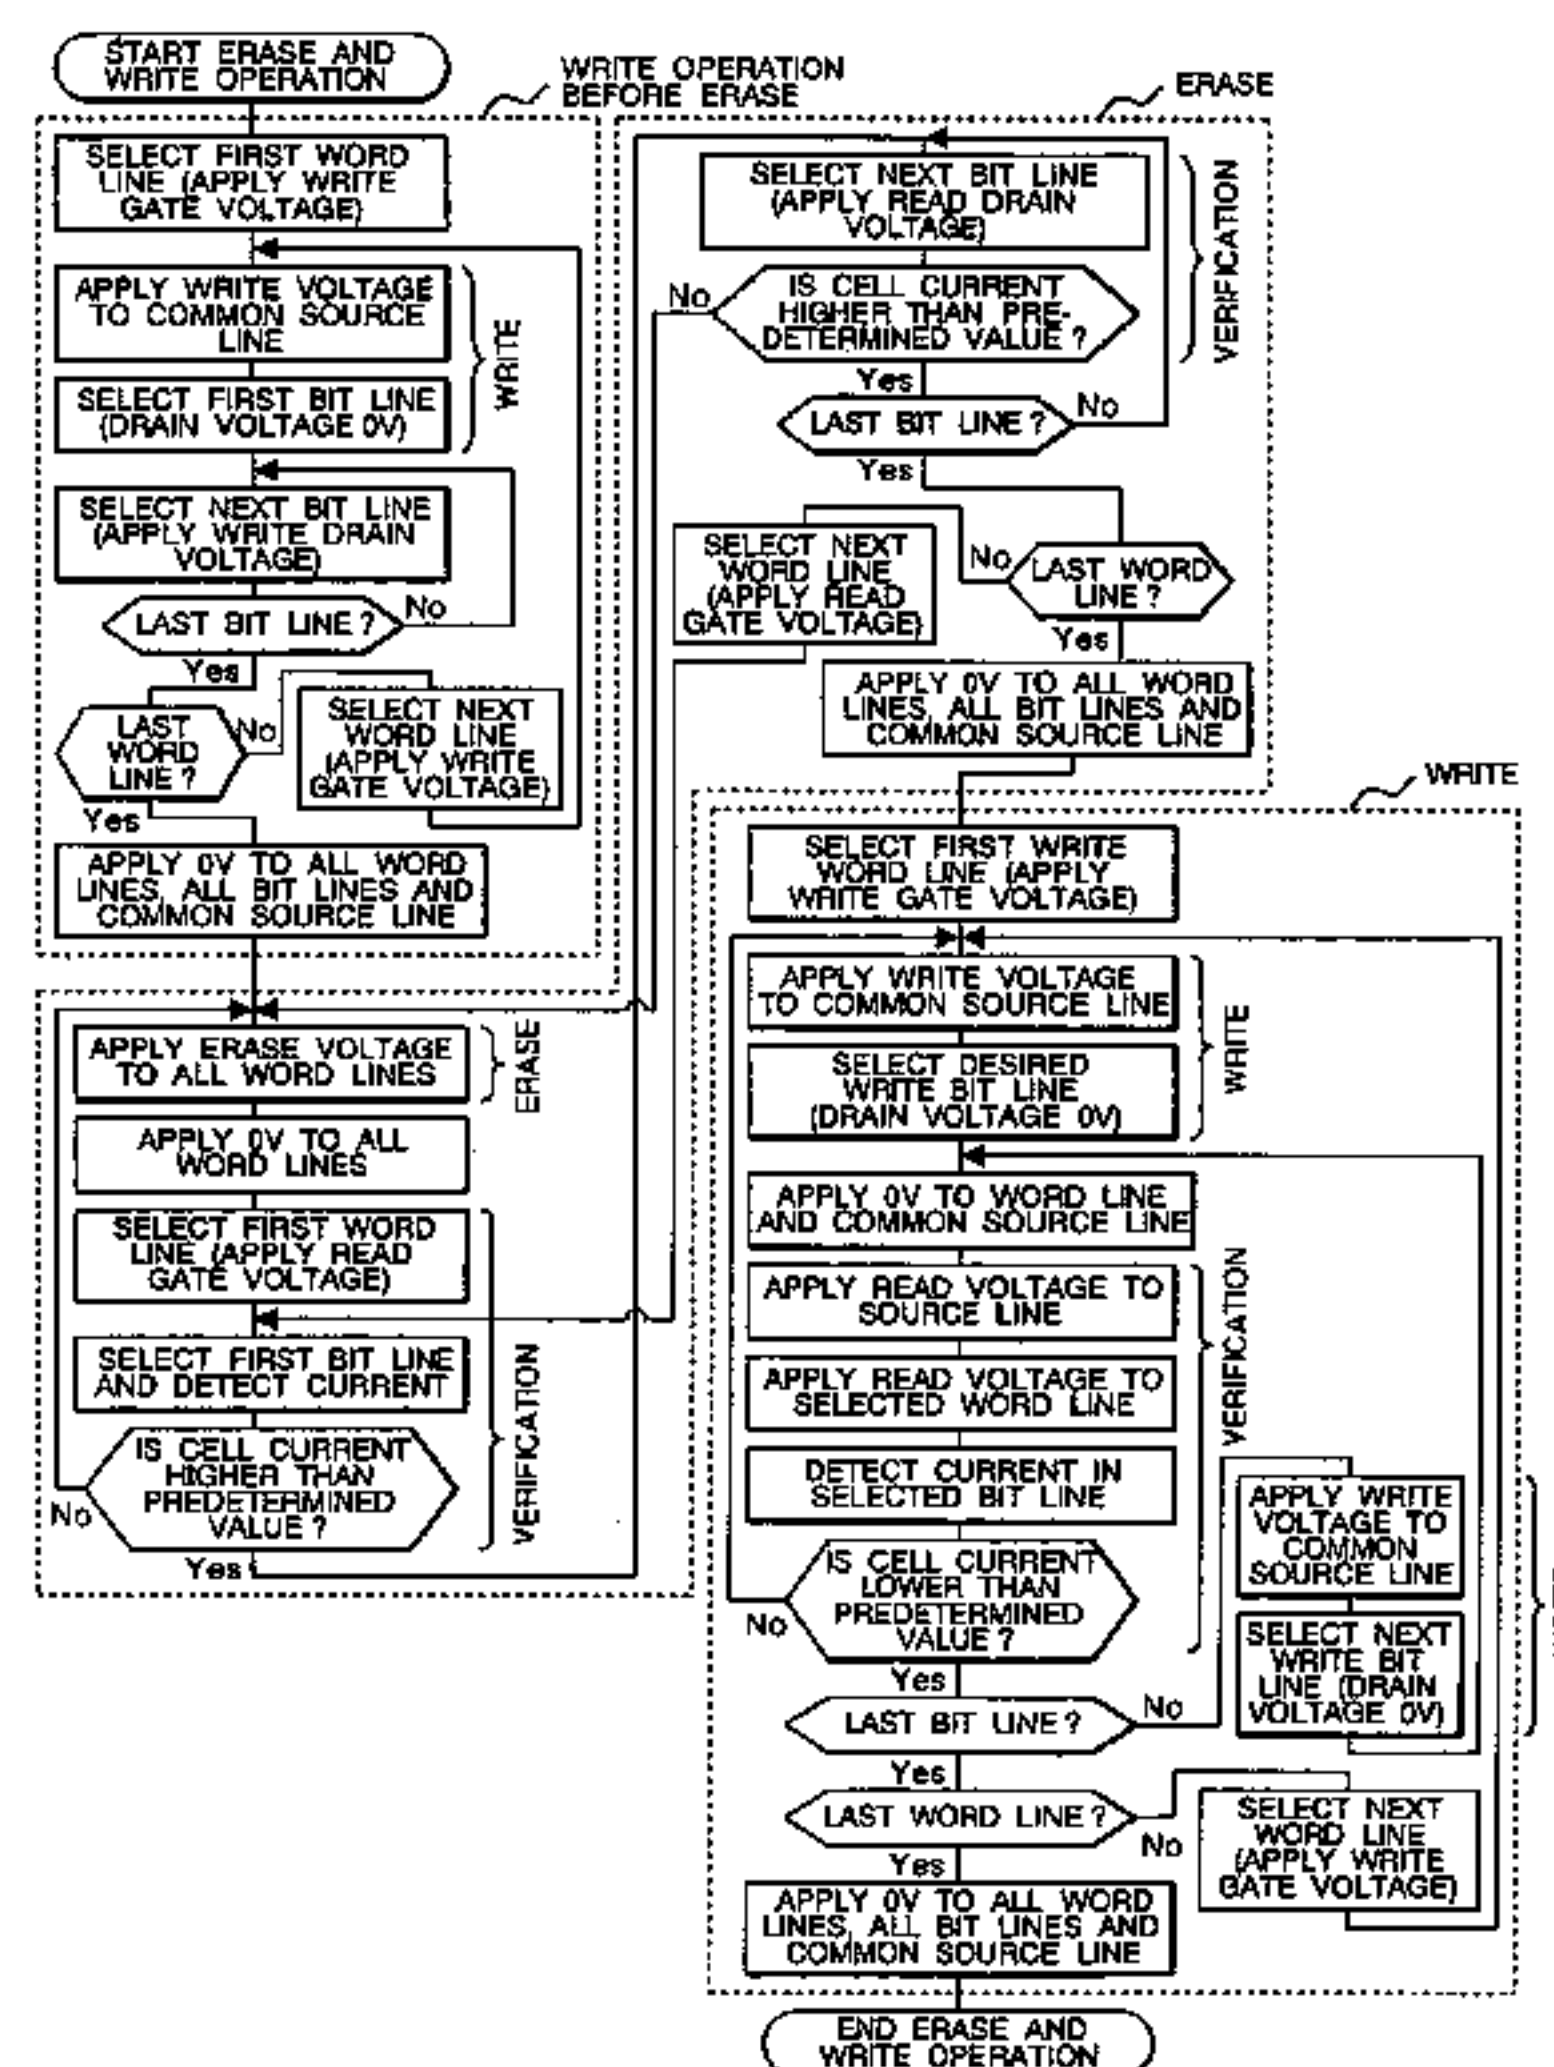 START ERASE AND
WRITE OPERATION
WRITE OPERATION
BEFORE ERASE
SELECT FIRST WORD
LINE (APPLY WRITE
GATE VOLTAGE)
APPLY WRITE VOLTAGE
TO COMMON SOURCE
LINE
SELECT FIRST BIT LINE
(DRAIN VOLTAGE 0V)
WRITE
SELECT NEXT BIT LINE
(APPLY WRITE DRAIN
VOLTAGE)
LAST BIT LINE?
No
Yes
LAST
WORD
LINE?
No
SELECT NEXT
WORD LINE
(APPLY WRITE
GATE VOLTAGE)
Yes
APPLY 0V TO ALL WORD
LINES, ALL BIT LINES AND
COMMON SOURCE LINE
APPLY ERASE VOLTAGE
TO ALL WORD LINES
ERASE
APPLY 0V TO ALL
WORD LINES
SELECT FIRST WORD
LINE (APPLY READ
GATE VOLTAGE)
SELECT FIRST BIT LINE
AND DETECT CURRENT
IS CELL CURRENT
HIGHER THAN
PREDETERMINED
VALUE?
No
Yes
VERIFICATION
ERASE
SELECT NEXT BIT LINE
(APPLY READ DRAIN
VOLTAGE)
IS CELL CURRENT
HIGHER THAN PRE-
DETERMINED VALUE?
No
Yes
VERIFICATION
LAST BIT LINE?
No
Yes
SELECT NEXT
WORD LINE
(APPLY READ
GATE VOLTAGE)
No
LAST WORD
LINE?
Yes
APPLY 0V TO ALL WORD
LINES, ALL BIT LINES AND
COMMON SOURCE LINE
WRITE
SELECT FIRST WRITE
WORD LINE (APPLY
WRITE GATE VOLTAGE)
APPLY WRITE VOLTAGE
TO COMMON SOURCE LINE
SELECT DESIRED
WRITE BIT LINE
(DRAIN VOLTAGE 0V)
WRITE
APPLY 0V TO WORD LINE
AND COMMON SOURCE LINE
APPLY READ VOLTAGE TO
SOURCE LINE
APPLY READ VOLTAGE TO
SELECTED WORD LINE
DETECT CURRENT IN
SELECTED BIT LINE
IS CELL CURRENT
LOWER THAN
PREDETERMINED
VALUE?
No
Yes
VERIFICATION
APPLY WRITE
VOLTAGE TO
COMMON
SOURCE LINE
SELECT NEXT
WRITE BIT
LINE (DRAIN
VOLTAGE 0V)
LAST BIT LINE?
No
Yes
LAST WORD LINE?
No
Yes
SELECT NEXT
WORD LINE
(APPLY WRITE
GATE VOLTAGE)
APPLY 0V TO ALL WORD
LINES, ALL BIT LINES AND
COMMON SOURCE LINE
END ERASE AND
WRITE OPERATION